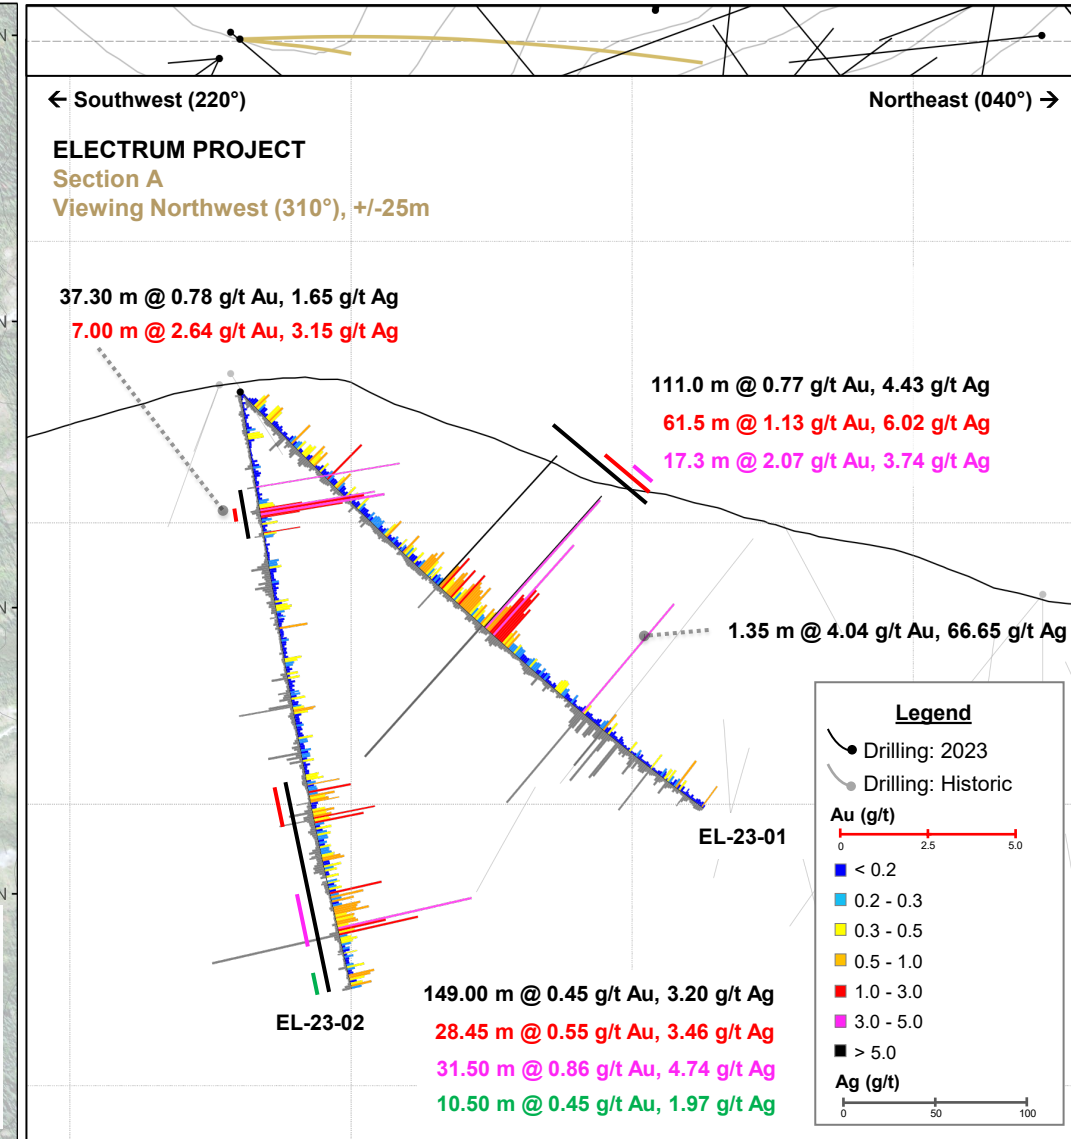 ← Southwest (220°)
Northeast (040°) →
ELECTRUM PROJECT
Section A
Viewing Northwest (310°), +/-25m
37.30 m @ 0.78 g/t Au, 1.65 g/t Ag
7.00 m @ 2.64 g/t Au, 3.15 g/t Ag
111.0 m @ 0.77 g/t Au, 4.43 g/t Ag
61.5 m @ 1.13 g/t Au, 6.02 g/t Ag
17.3 m @ 2.07 g/t Au, 3.74 g/t Ag
1.35 m @ 4.04 g/t Au, 66.65 g/t Ag
EL-23-01
EL-23-02
149.00 m @ 0.45 g/t Au, 3.20 g/t Ag
28.45 m @ 0.55 g/t Au, 3.46 g/t Ag
31.50 m @ 0.86 g/t Au, 4.74 g/t Ag
10.50 m @ 0.45 g/t Au, 1.97 g/t Ag
Legend
Drilling: 2023
Drilling: Historic
Au (g/t)
0 2.5 5.0
< 0.2
0.2 - 0.3
0.3 - 0.5
0.5 - 1.0
1.0 - 3.0
3.0 - 5.0
> 5.0
Ag (g/t)
0 50 100